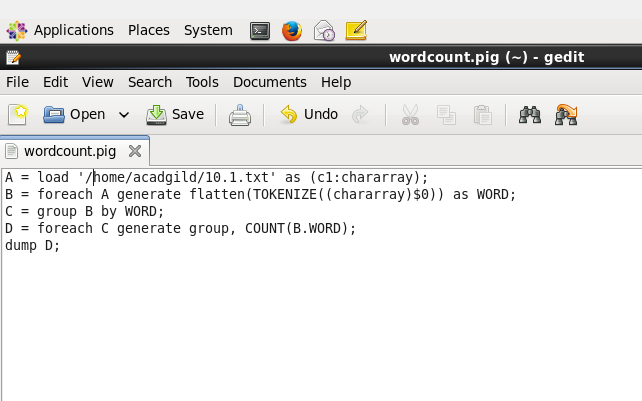 Applications Places System
wordcount.pig (~) - gedit
File Edit View Search Tools Documents Help
Open Save Undo
wordcount.pig
A = load '/home/acadgild/10.1.txt' as (c1:chararray);
B = foreach A generate flatten(TOKENIZE((chararray)$0)) as WORD;
C = group B by WORD;
D = foreach C generate group, COUNT(B.WORD);
dump D;